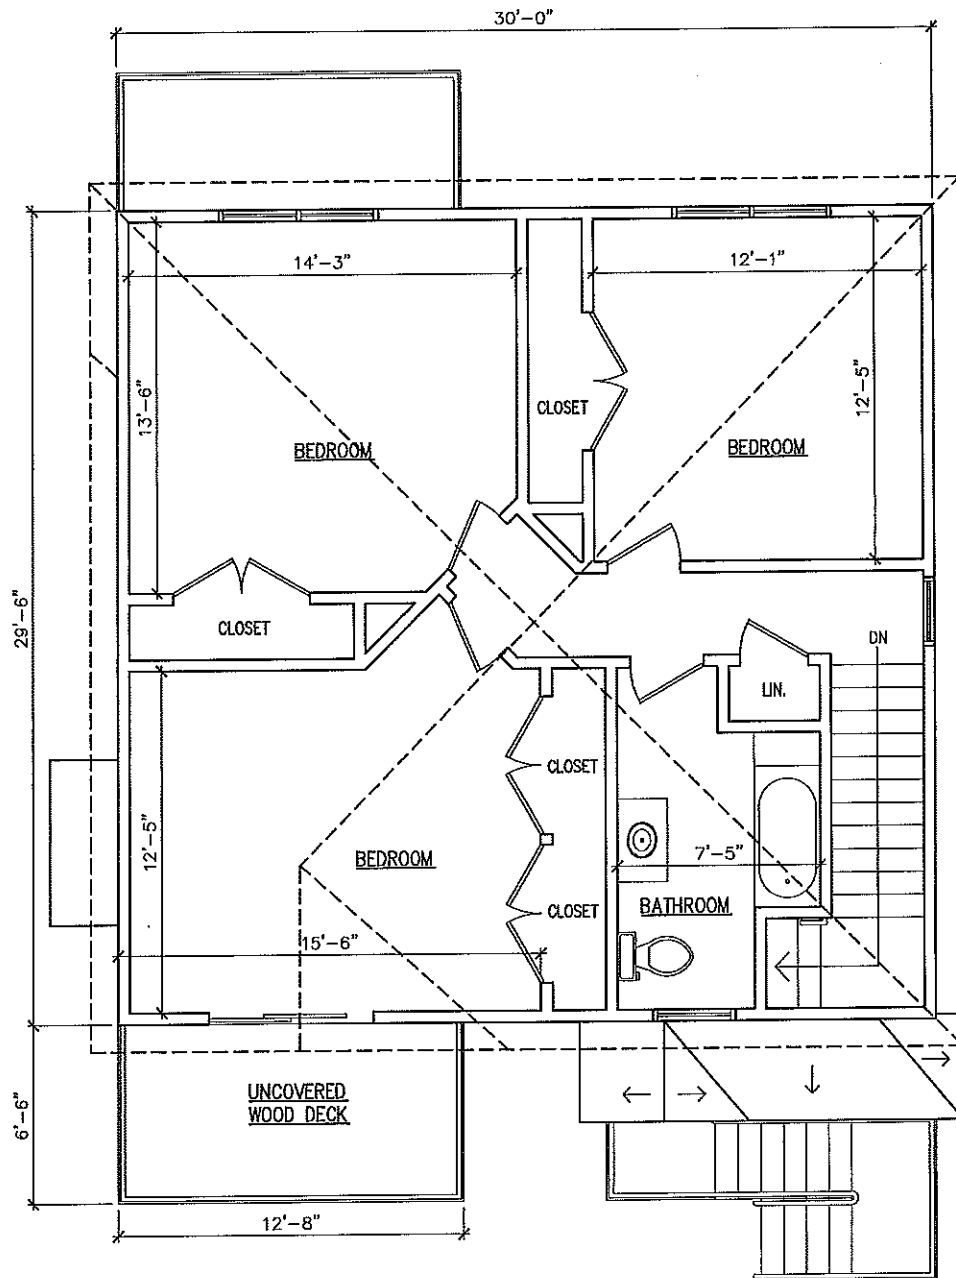 30'-0"
14'-3"
12'-1"
13'-6"
12'-5"
CLOSET
BEDROOM
BEDROOM
29'-6"
CLOSET
DN
LIN.
CLOSET
12'-5"
BEDROOM
7'-5"
CLOSET
BATHROOM
15'-6"
UNCOVERED
WOOD DECK
6'-6"
12'-8"